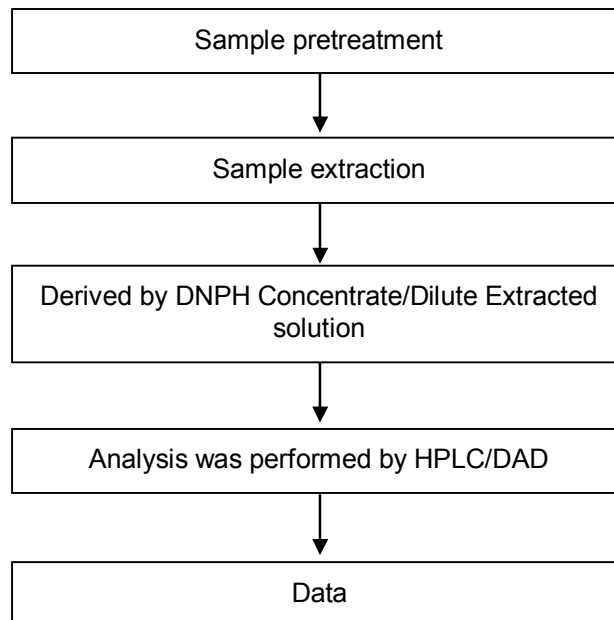 Sample pretreatment
Sample extraction
Derived by DNPH Concentrate/Dilute Extracted
solution
Analysis was performed by HPLC/DAD
Data